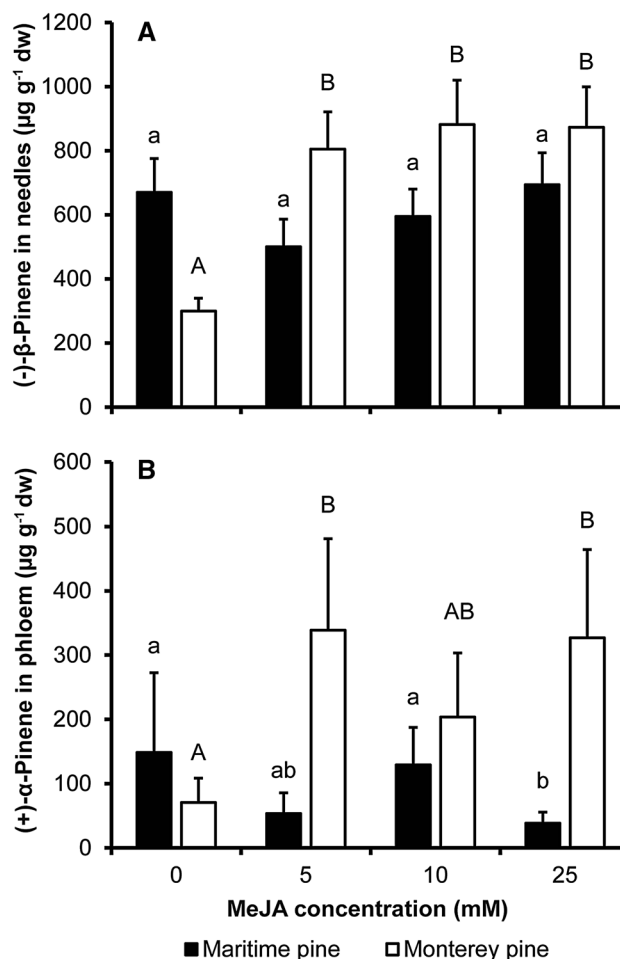 A
(-)-β-Pinene in needles (µg g⁻¹ dw)
1200
1000
800
600
400
200
0
a
A
a
B
a
B
a
B
B
(+)-α-Pinene in phloem (µg g⁻¹ dw)
600
500
400
300
200
100
0
a
A
ab
B
a
AB
b
B
0 5 10 25
MeJA concentration (mM)
Maritime pine Monterey pine